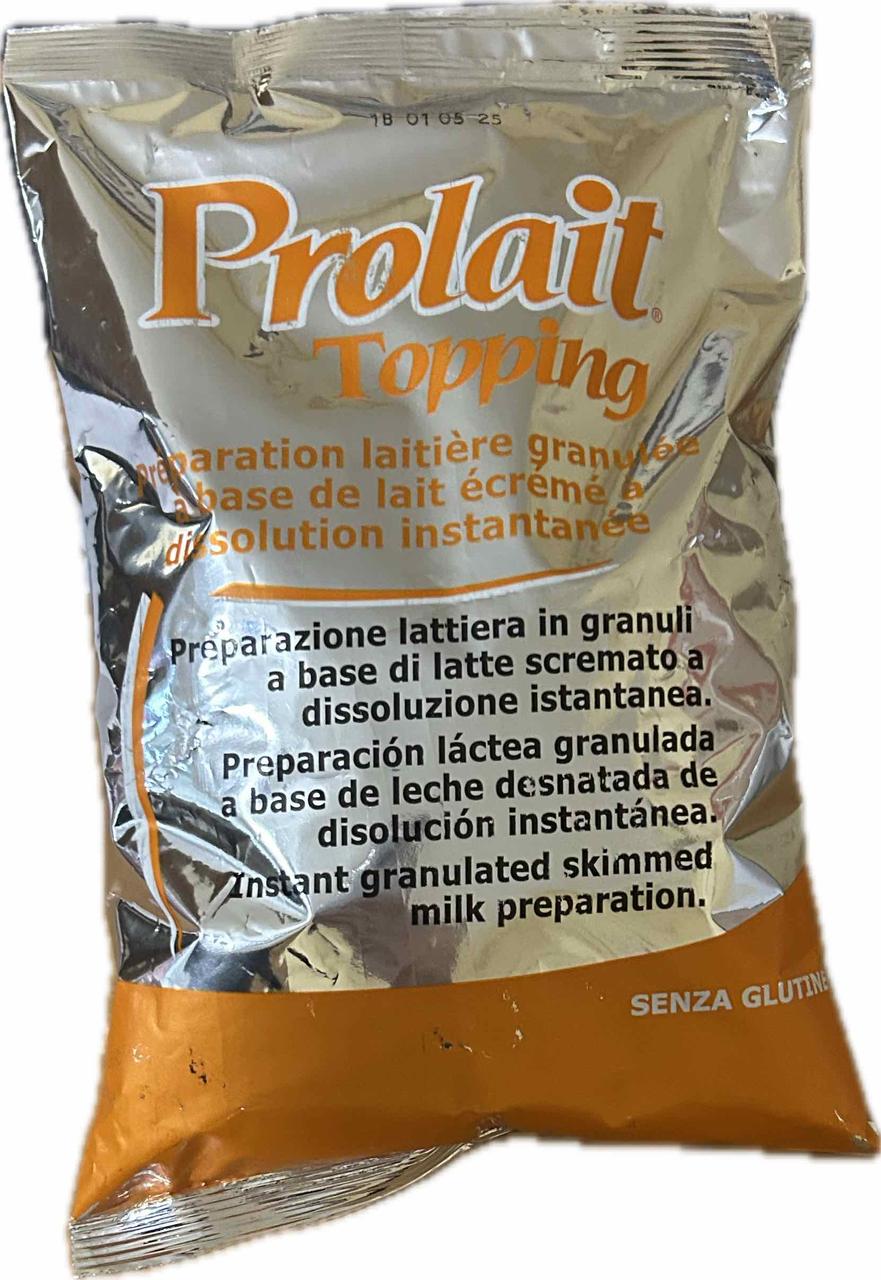 18 01 05 25
Prolait®
Topping
Préparation laitière granulée
à base de lait écrémé à
dissolution instantanée
Preparazione lattiera in granuli
a base di latte scremato a
dissoluzione istantanea.
Preparación láctea granulada
a base de leche desnatada de
disolución instantánea.
Instant granulated skimmed
milk preparation.
SENZA GLUTINE